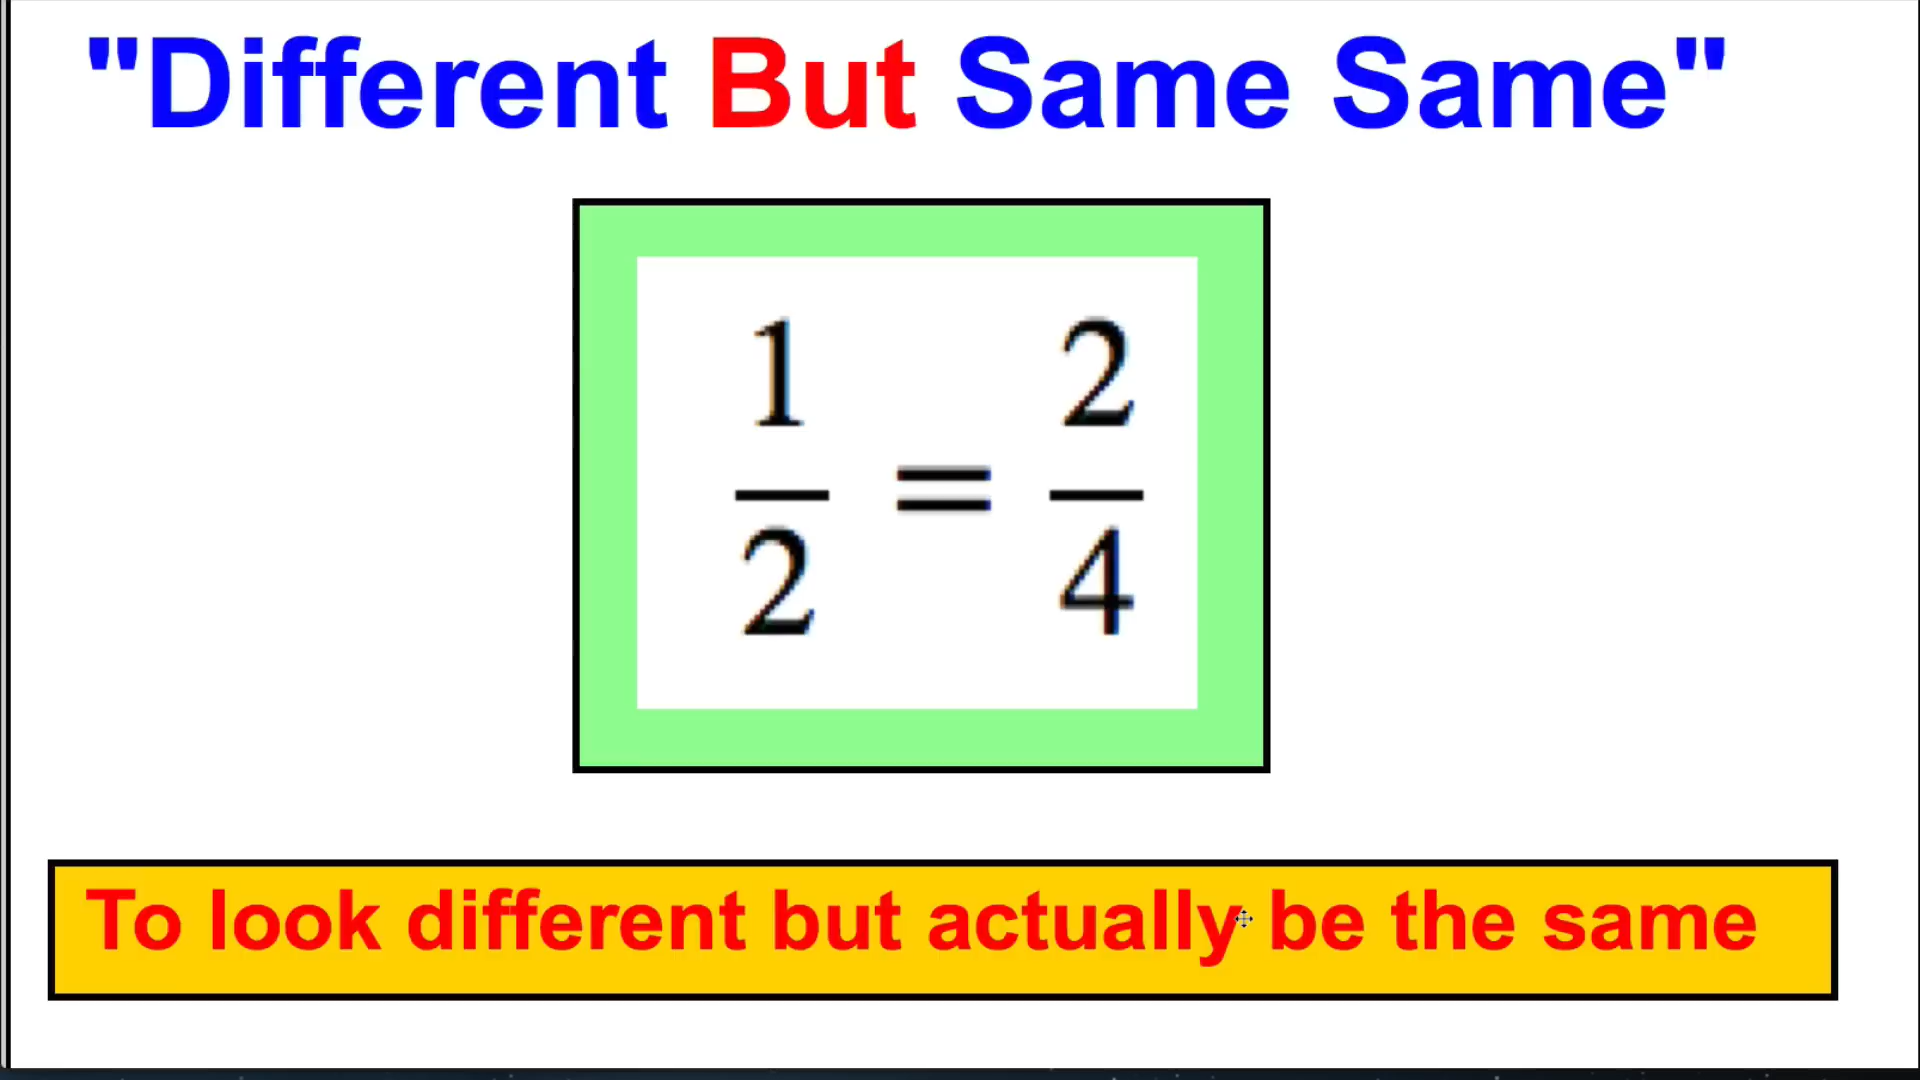 "Different But Same Same"
1/2 = 2/4
To look different but actually be the same